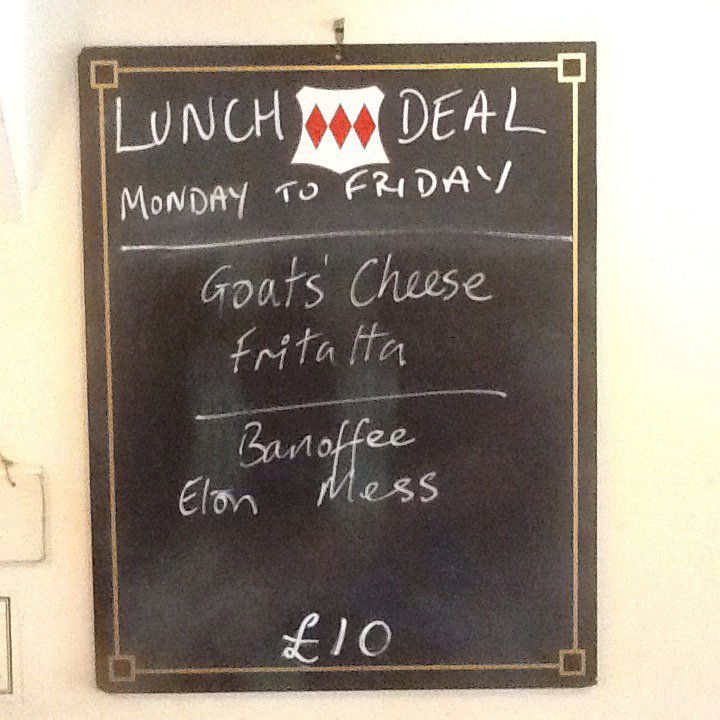 LUNCH DEAL
MONDAY TO FRIDAY
Goats' Cheese
Fritatta
Banoffee
Eton Mess
£10